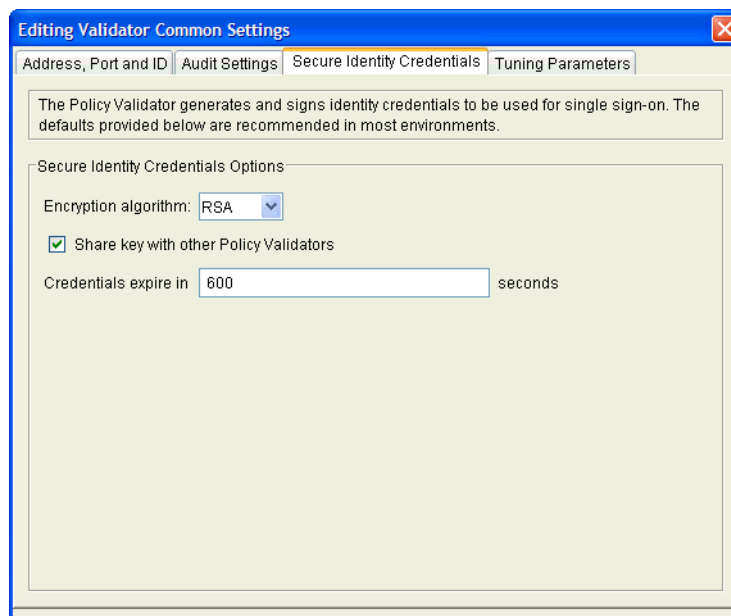 Editing Validator Common Settings
Address, Port and ID Audit Settings Secure Identity Credentials Tuning Parameters
The Policy Validator generates and signs identity credentials to be used for single sign-on. The
defaults provided below are recommended in most environments.
Secure Identity Credentials Options
Encryption algorithm: RSA
Share key with other Policy Validators
Credentials expire in 600 seconds